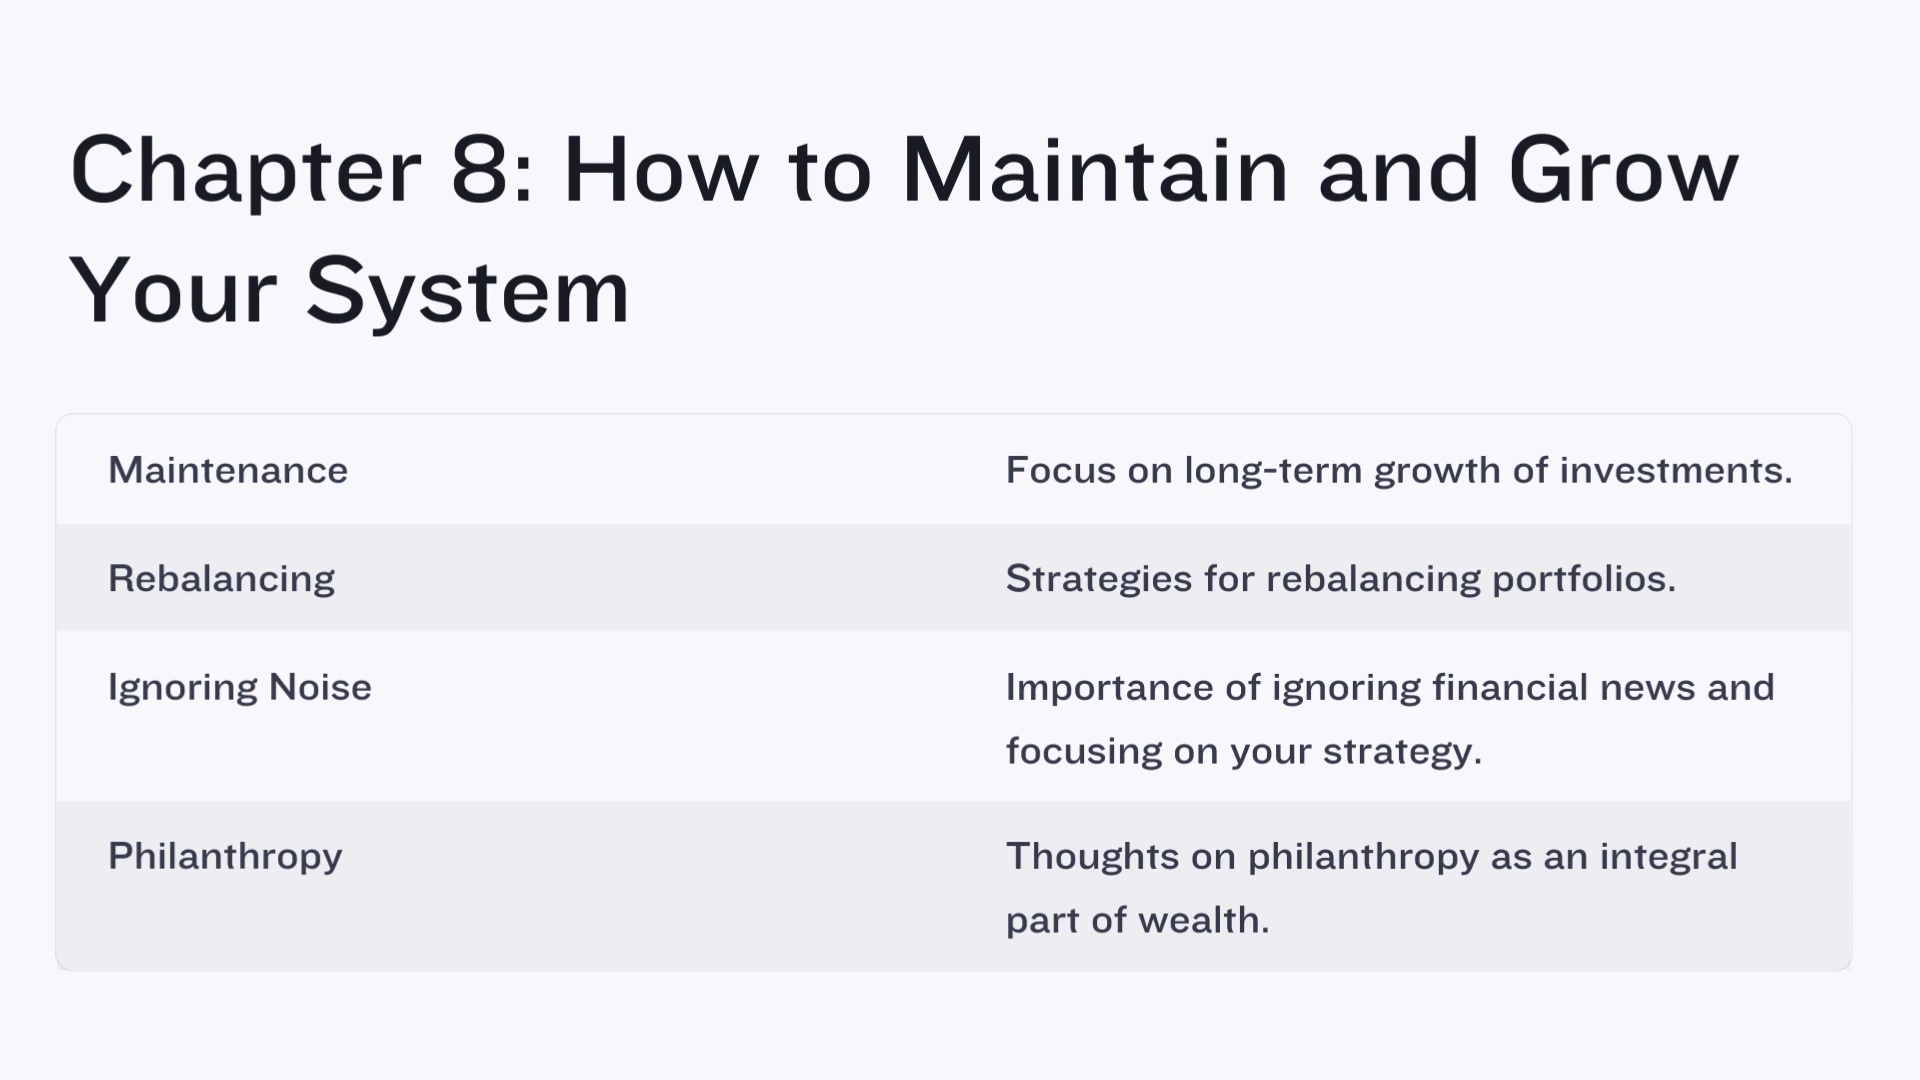 Chapter 8: How to Maintain and Grow
Your System
Maintenance
Focus on long-term growth of investments.
Rebalancing
Strategies for rebalancing portfolios.
Ignoring Noise
Importance of ignoring financial news and
focusing on your strategy.
Philanthropy
Thoughts on philanthropy as an integral
part of wealth.